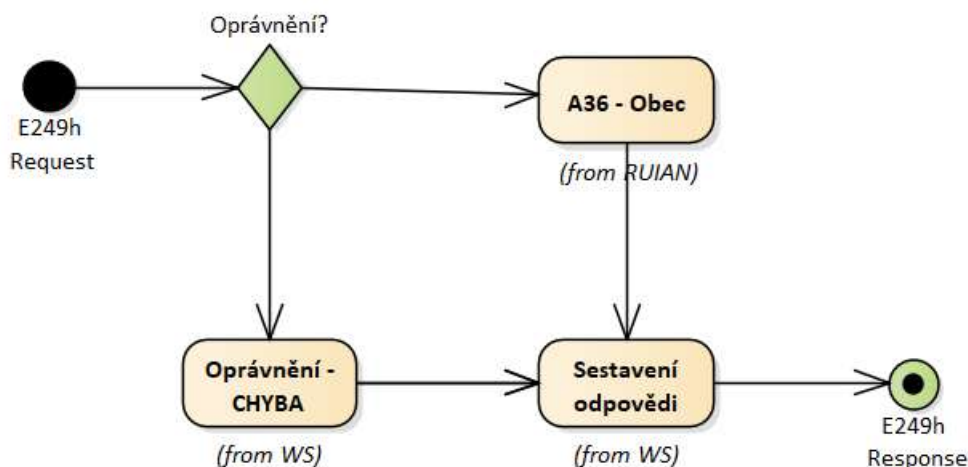 Oprávnění?
E249h
Request
A36 - Obec
(from RUIAN)
Oprávnění -
CHYBA
(from WS)
Sestavení
odpovědi
(from WS)
E249h
Response